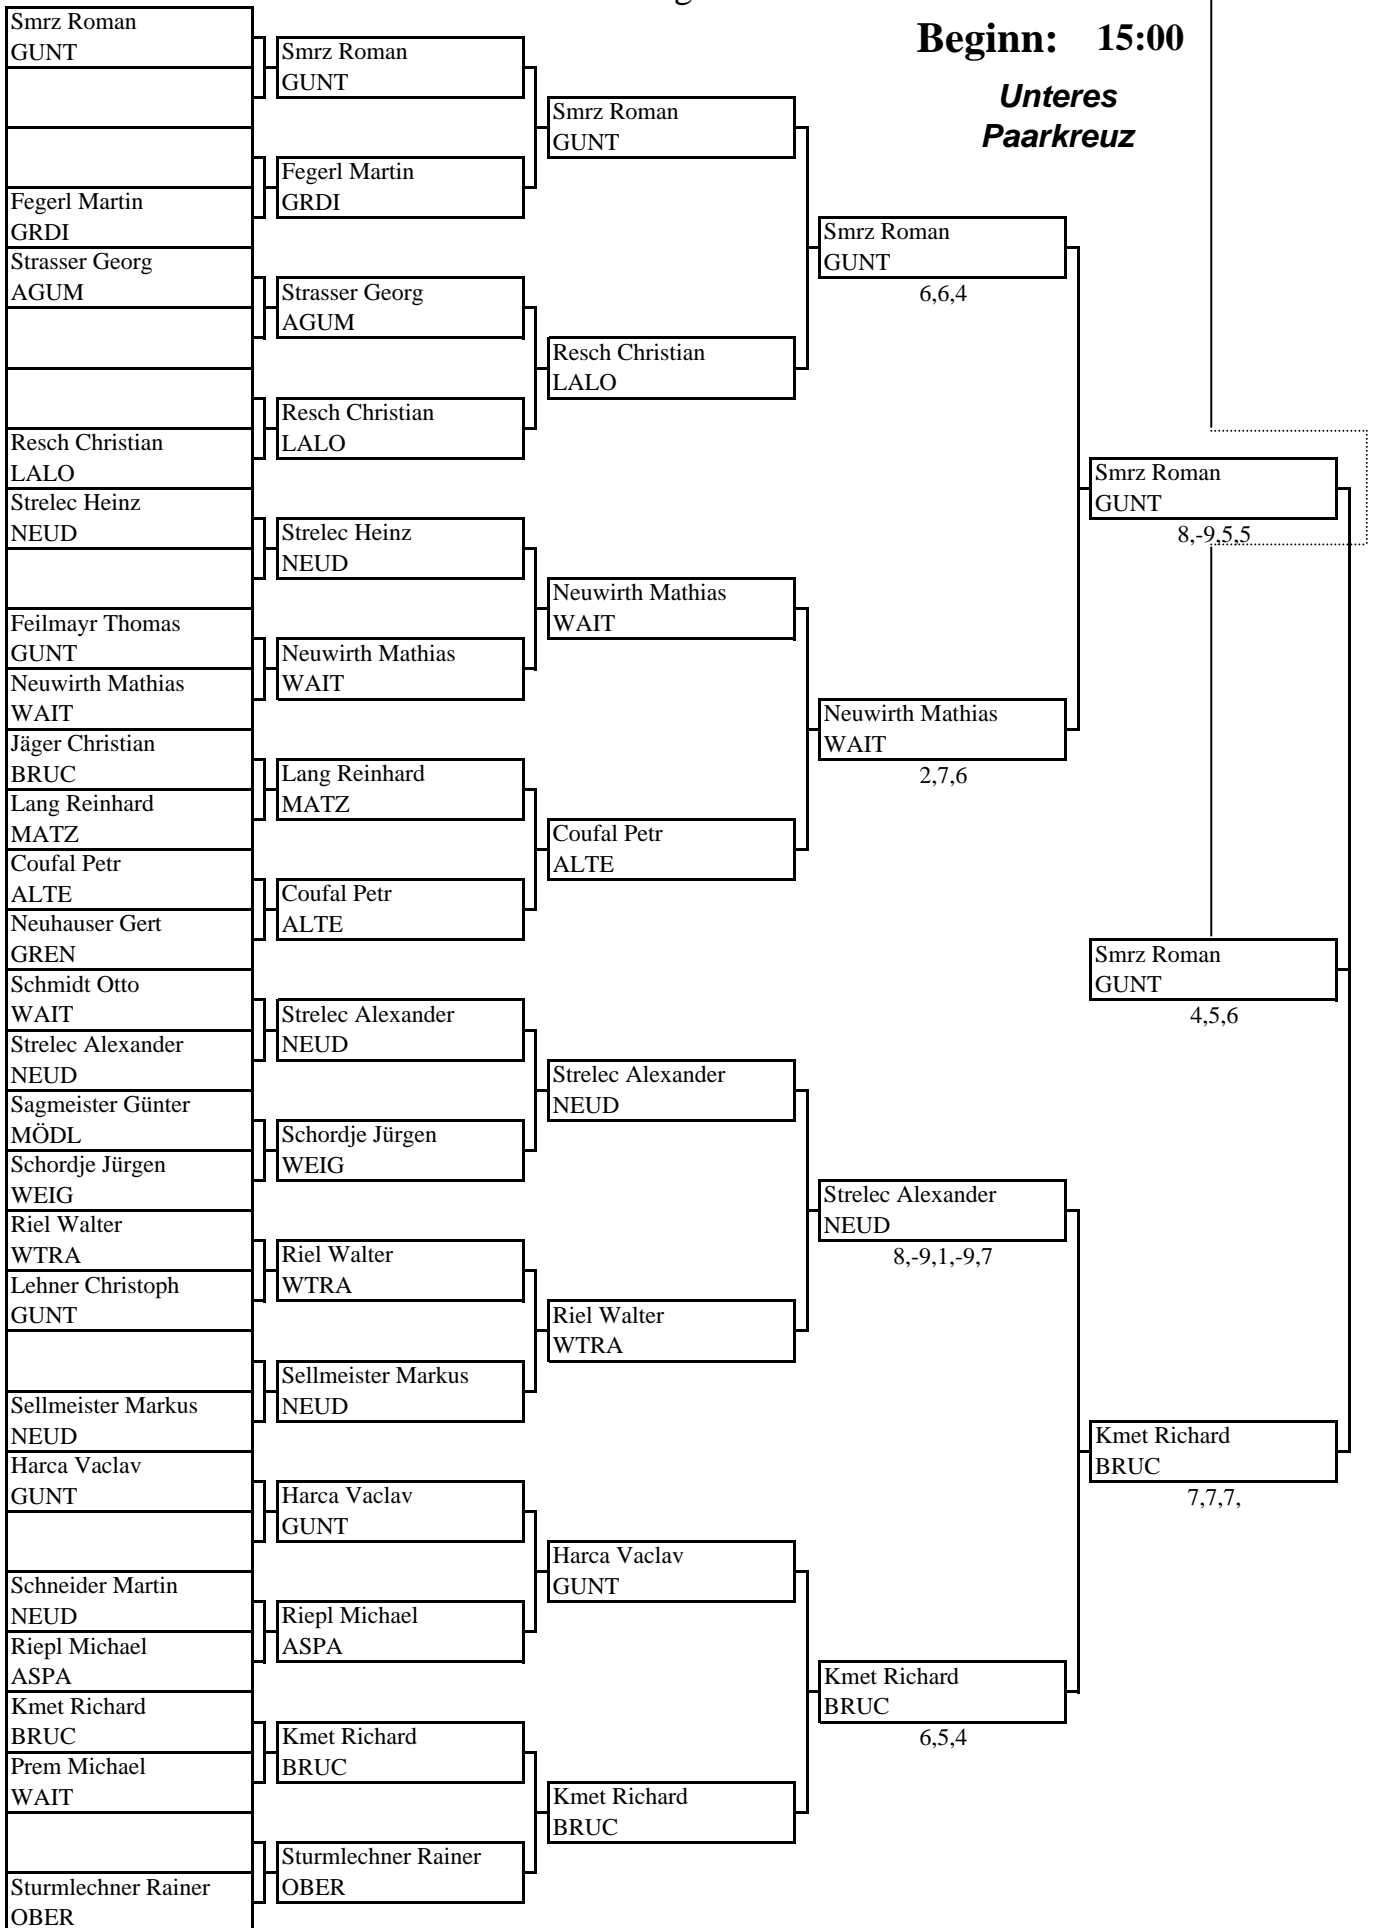 g
Beginn: 15:00
Unteres
Paarkreuz
Smrz Roman
GUNT
Fegerl Martin
GRDI
Strasser Georg
AGUM
Resch Christian
LALO
Strelec Heinz
NEUD
Feilmayr Thomas
GUNT
Neuwirth Mathias
WAIT
Jäger Christian
BRUC
Lang Reinhard
MATZ
Coufal Petr
ALTE
Neuhauser Gert
GREN
Schmidt Otto
WAIT
Strelec Alexander
NEUD
Sagmeister Günter
MÖDL
Schordje Jürgen
WEIG
Riel Walter
WTRA
Lehner Christoph
GUNT
Sellmeister Markus
NEUD
Harca Vaclav
GUNT
Schneider Martin
NEUD
Riepl Michael
ASPA
Kmet Richard
BRUC
Prem Michael
WAIT
Sturmlechner Rainer
OBER
Smrz Roman
GUNT
Fegerl Martin
GRDI
Strasser Georg
AGUM
Resch Christian
LALO
Strelec Heinz
NEUD
Neuwirth Mathias
WAIT
Lang Reinhard
MATZ
Coufal Petr
ALTE
Strelec Alexander
NEUD
Schordje Jürgen
WEIG
Riel Walter
WTRA
Sellmeister Markus
NEUD
Harca Vaclav
GUNT
Riepl Michael
ASPA
Kmet Richard
BRUC
Sturmlechner Rainer
OBER
Smrz Roman
GUNT
Resch Christian
LALO
Neuwirth Mathias
WAIT
Coufal Petr
ALTE
Strelec Alexander
NEUD
Riel Walter
WTRA
Harca Vaclav
GUNT
Kmet Richard
BRUC
Smrz Roman
GUNT
6,6,4
Neuwirth Mathias
WAIT
2,7,6
Strelec Alexander
NEUD
8,-9,1,-9,7
Kmet Richard
BRUC
6,5,4
Smrz Roman
GUNT
8,-9,5,5
Smrz Roman
GUNT
4,5,6
Kmet Richard
BRUC
7,7,7,